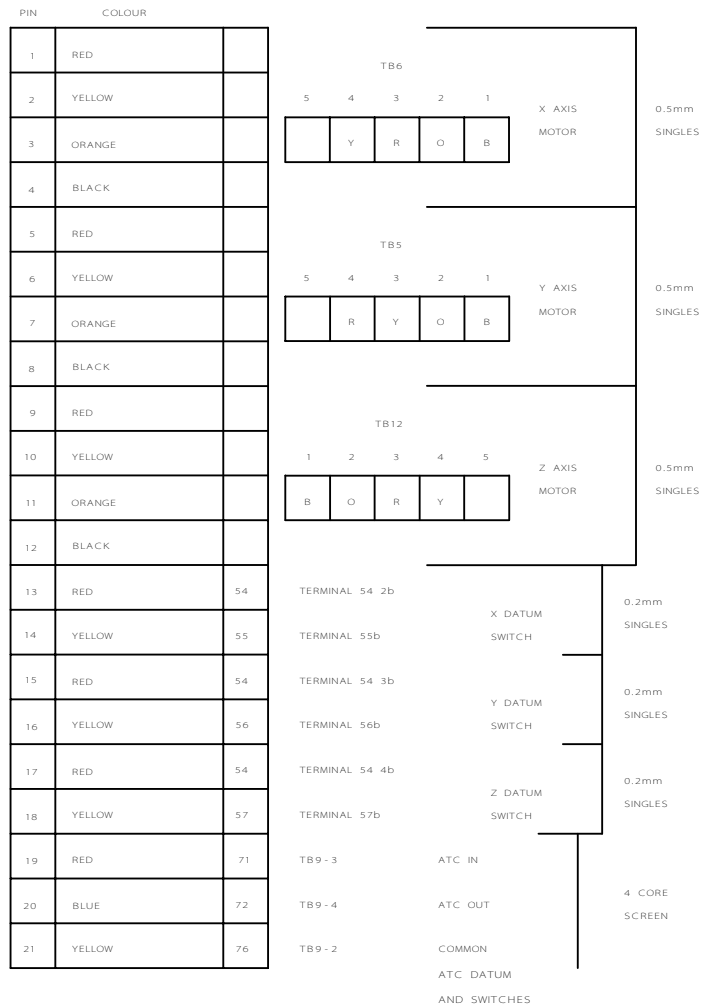 PIN COLOUR
1 RED
TB6
2 YELLOW 5 4 3 2 1
X AXIS
MOTOR
0.5mm
SINGLES
3 ORANGE Y R O B
4 BLACK
5 RED
TB5
6 YELLOW 5 4 3 2 1
Y AXIS
MOTOR
0.5mm
SINGLES
7 ORANGE R Y O B
8 BLACK
9 RED
TB12
10 YELLOW 1 2 3 4 5
Z AXIS
MOTOR
0.5mm
SINGLES
11 ORANGE B O R Y
12 BLACK
13 RED 54 TERMINAL 54 2b
X DATUM
SWITCH
0.2mm
SINGLES
14 YELLOW 55 TERMINAL 55b
15 RED 54 TERMINAL 54 3b
Y DATUM
SWITCH
0.2mm
SINGLES
16 YELLOW 56 TERMINAL 56b
17 RED 54 TERMINAL 54 4b
Z DATUM
SWITCH
0.2mm
SINGLES
18 YELLOW 57 TERMINAL 57b
19 RED 71 TB9-3 ATC IN
20 BLUE 72 TB9-4 ATC OUT
4 CORE
SCREEN
21 YELLOW 76 TB9-2 COMMON
ATC DATUM
AND SWITCHES